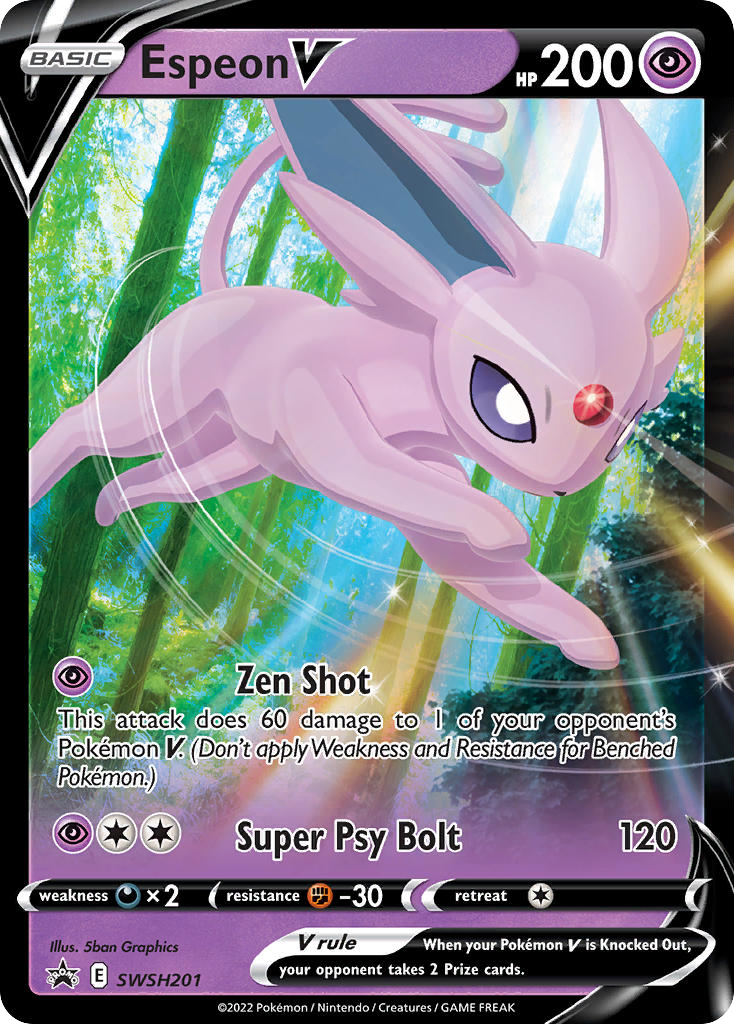 BASIC Espeon V HP 200
Zen Shot
This attack does 60 damage to 1 of your opponent's
Pokémon V. (Don't apply Weakness and Resistance for Benched
Pokémon.)
Super Psy Bolt 120
weakness ×2 resistance -30 retreat
Illus. 5ban Graphics
V rule When your Pokémon V is Knocked Out,
your opponent takes 2 Prize cards.
PROMO E SWSH201
©2022 Pokémon / Nintendo / Creatures / GAME FREAK